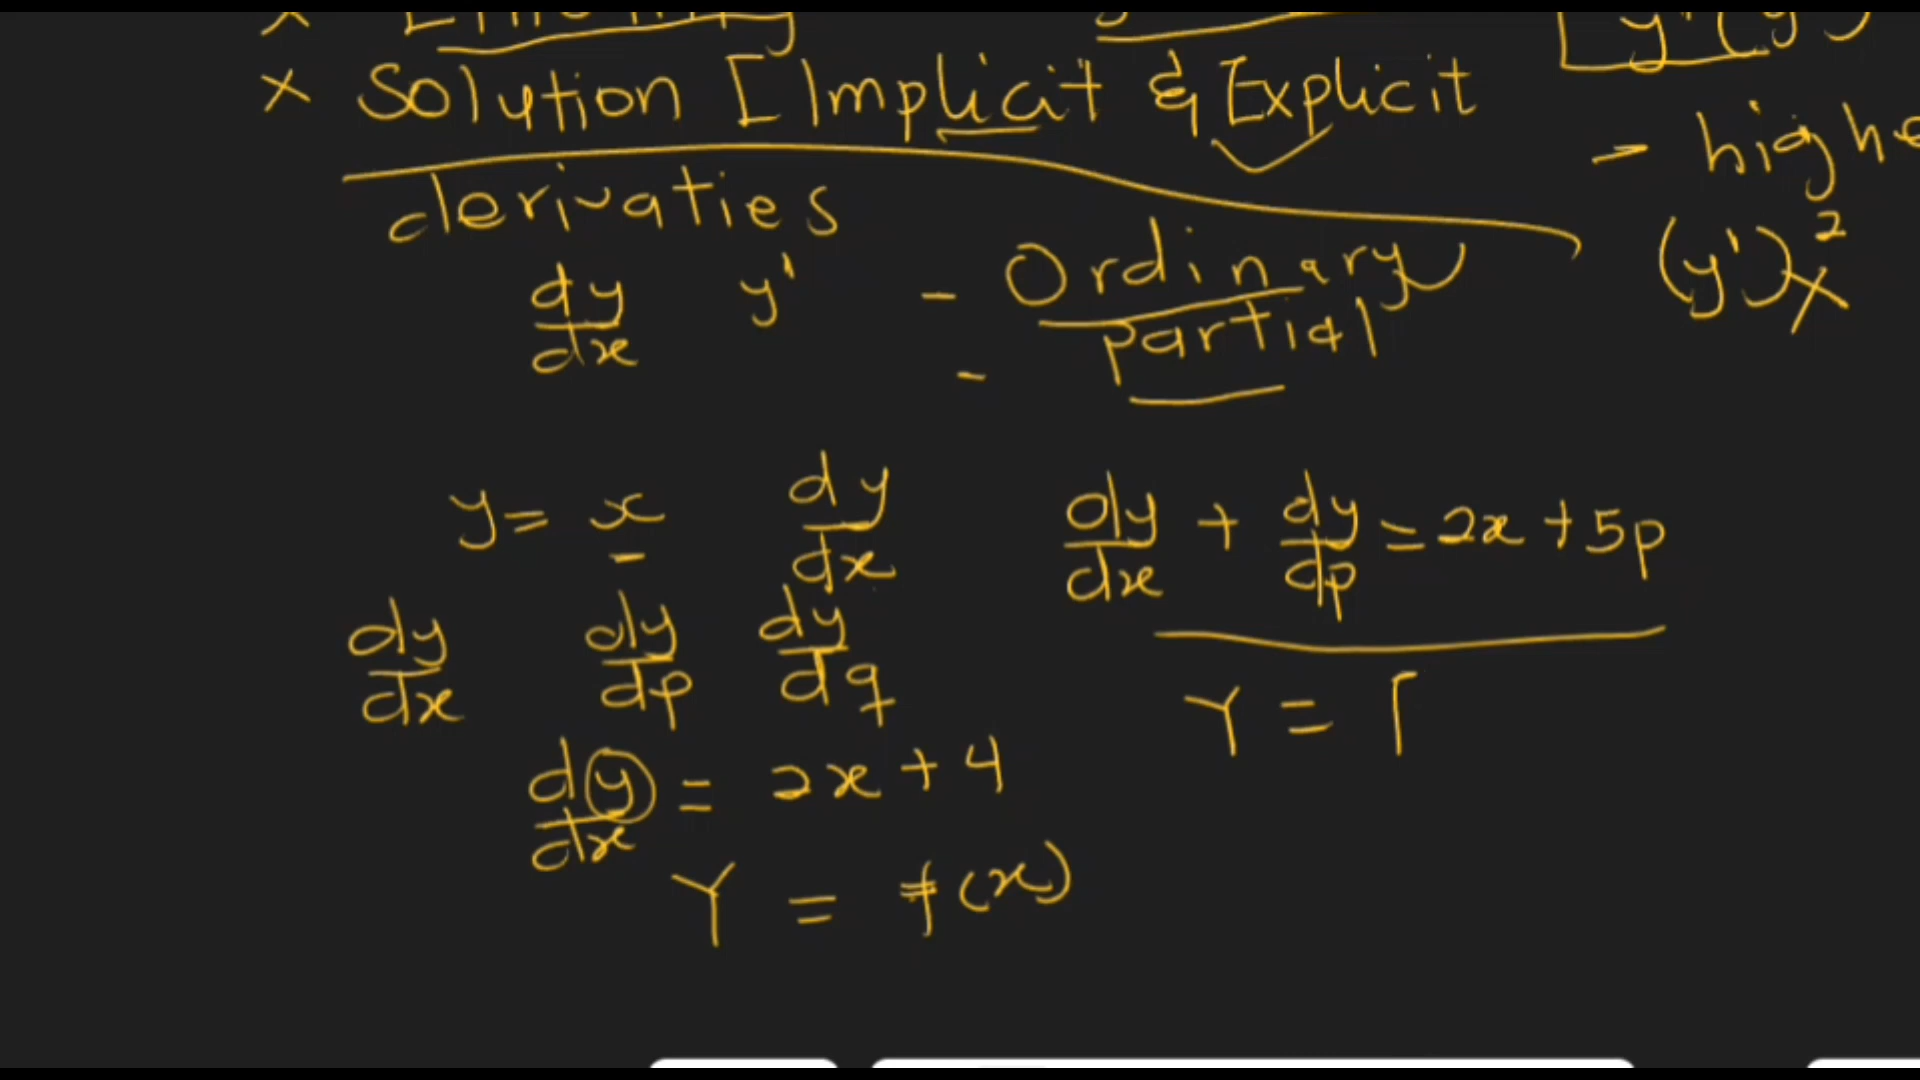 × Solution [Implicit & Explicit
y'(y)
- highe
(y')² x
derivaties
dy/dx y' - Ordinary
- partial
y = x dy/dx
dy/dx + dy/dp = 2x + 5p
dy/dx dy/dp dy/dq
Y = [
dy/dx = 2x + 4
Y = f(x)